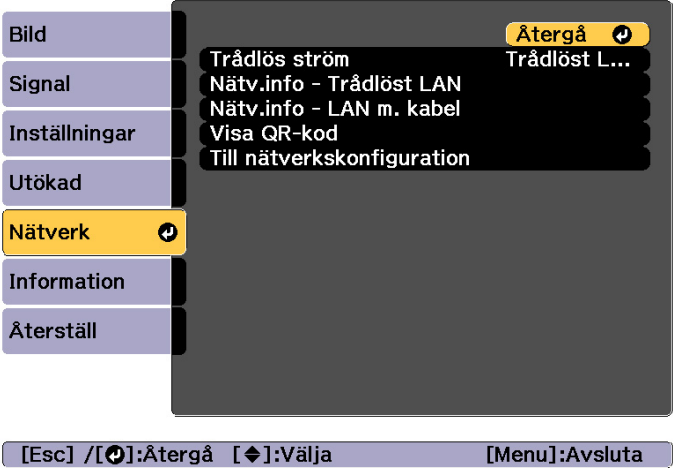 Bild
Signal
Inställningar
Utökad
Nätverk
Information
Återställ
Återgå
Trådlös ström Trådlöst L...
Nätv.info - Trådlöst LAN
Nätv.info - LAN m. kabel
Visa QR-kod
Till nätverkskonfiguration
[Esc] /[⏎]:Återgå [◆]:Välja [Menu]:Avsluta